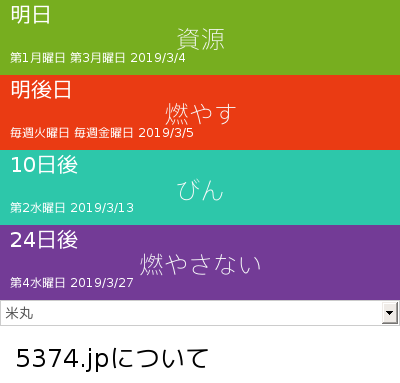 明日
資源
第1月曜日 第3月曜日 2019/3/4
明後日
燃やす
毎週火曜日 毎週金曜日 2019/3/5
10日後
びん
第2水曜日 2019/3/13
24日後
燃やさない
第4水曜日 2019/3/27
米丸
5374.jpについて